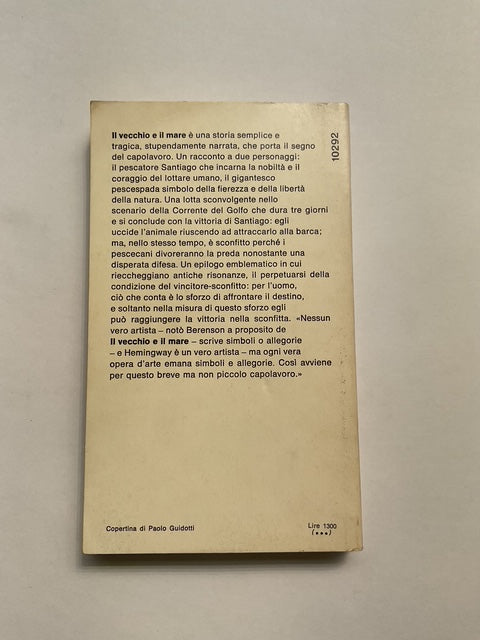 Il vecchio e il mare è una storia semplice e
tragica, stupendamente narrata, che porta il segno
del capolavoro. Un racconto a due personaggi:
il pescatore Santiago che incarna la nobiltà e il
coraggio del lottare umano, il gigantesco
pescespada simbolo della fierezza e della libertà
della natura. Una lotta sconvolgente nello
scenario della Corrente del Golfo che dura tre giorni
e si conclude con la vittoria di Santiago: egli
uccide l'animale riuscendo ad attraccarlo alla barca;
ma, nello stesso tempo, è sconfitto perché i
pescecani divoreranno la preda nonostante una
disperata difesa. Un epilogo emblematico in cui
riecheggiano antiche risonanze, il perpetuarsi della
condizione del vincitore-sconfitto: per l'uomo,
ciò che conta è lo sforzo di affrontare il destino,
e soltanto nella misura di questo sforzo egli
può raggiungere la vittoria nella sconfitta. «Nessun
vero artista – notò Berenson a proposito de
Il vecchio e il mare – scrive simboli o allegorie
– e Hemingway è un vero artista – ma ogni vera
opera d'arte emana simboli e allegorie. Così avviene
per questo breve ma non piccolo capolavoro.»
10292
Copertina di Paolo Guidotti
Lire 1300
(•••)